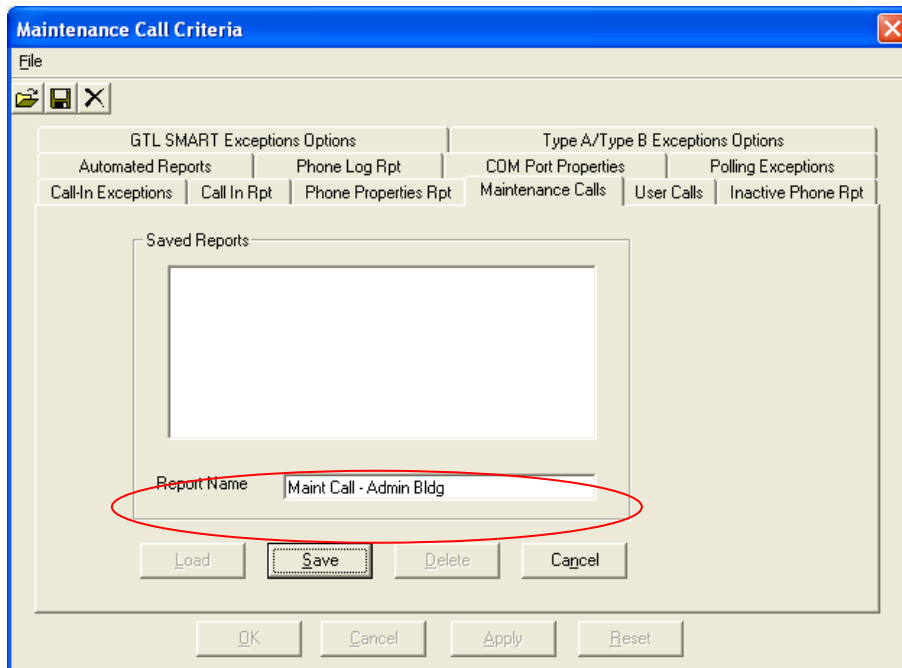 Maintenance Call Criteria
File
GTL SMART Exceptions Options Type A/Type B Exceptions Options
Automated Reports Phone Log Rpt COM Port Properties Polling Exceptions
Call-In Exceptions Call In Rpt Phone Properties Rpt Maintenance Calls User Calls Inactive Phone Rpt
Saved Reports
Report Name Maint Call - Admin Bldg
Load Save Delete Cancel
OK Cancel Apply Reset